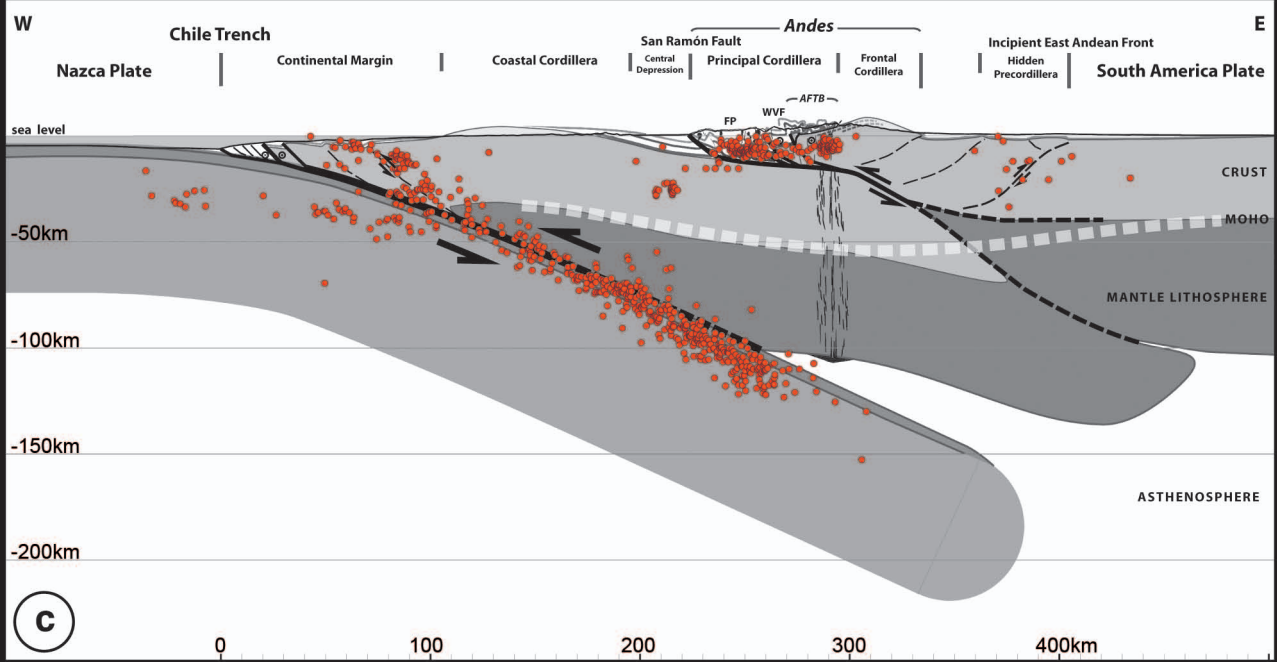 W
E
Andes
Chile Trench
San Ramón Fault
Incipient East Andean Front
Nazca Plate
Continental Margin
Coastal Cordillera
Central
Depression
Principal Cordillera
Frontal
Cordillera
Hidden
Precordillera
South America Plate
AFTB
WVF
FP
sea level
CRUST
MOHO
-50km
MANTLE LITHOSPHERE
-100km
-150km
ASTHENOSPHERE
-200km
C
0
100
200
300
400km